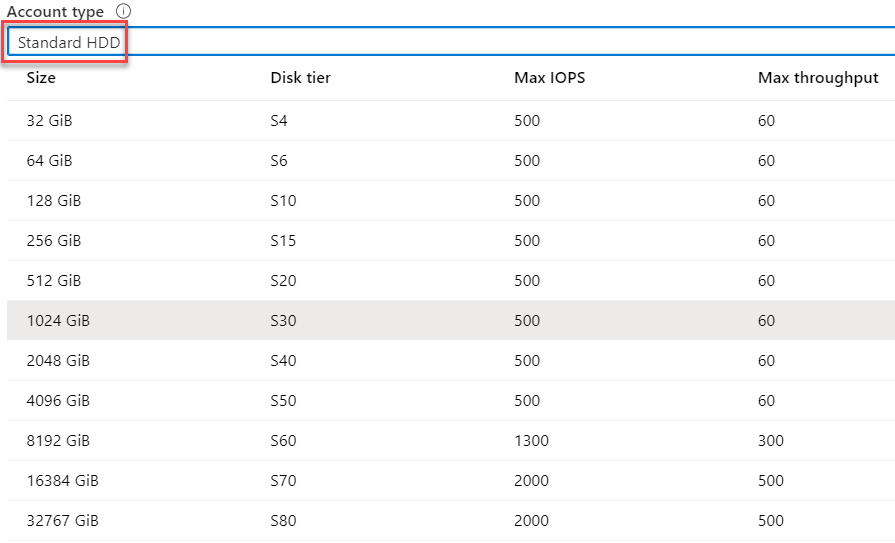 Account type
Standard HDD
Size Disk tier Max IOPS Max throughput
32 GiB S4 500 60
64 GiB S6 500 60
128 GiB S10 500 60
256 GiB S15 500 60
512 GiB S20 500 60
1024 GiB S30 500 60
2048 GiB S40 500 60
4096 GiB S50 500 60
8192 GiB S60 1300 300
16384 GiB S70 2000 500
32767 GiB S80 2000 500